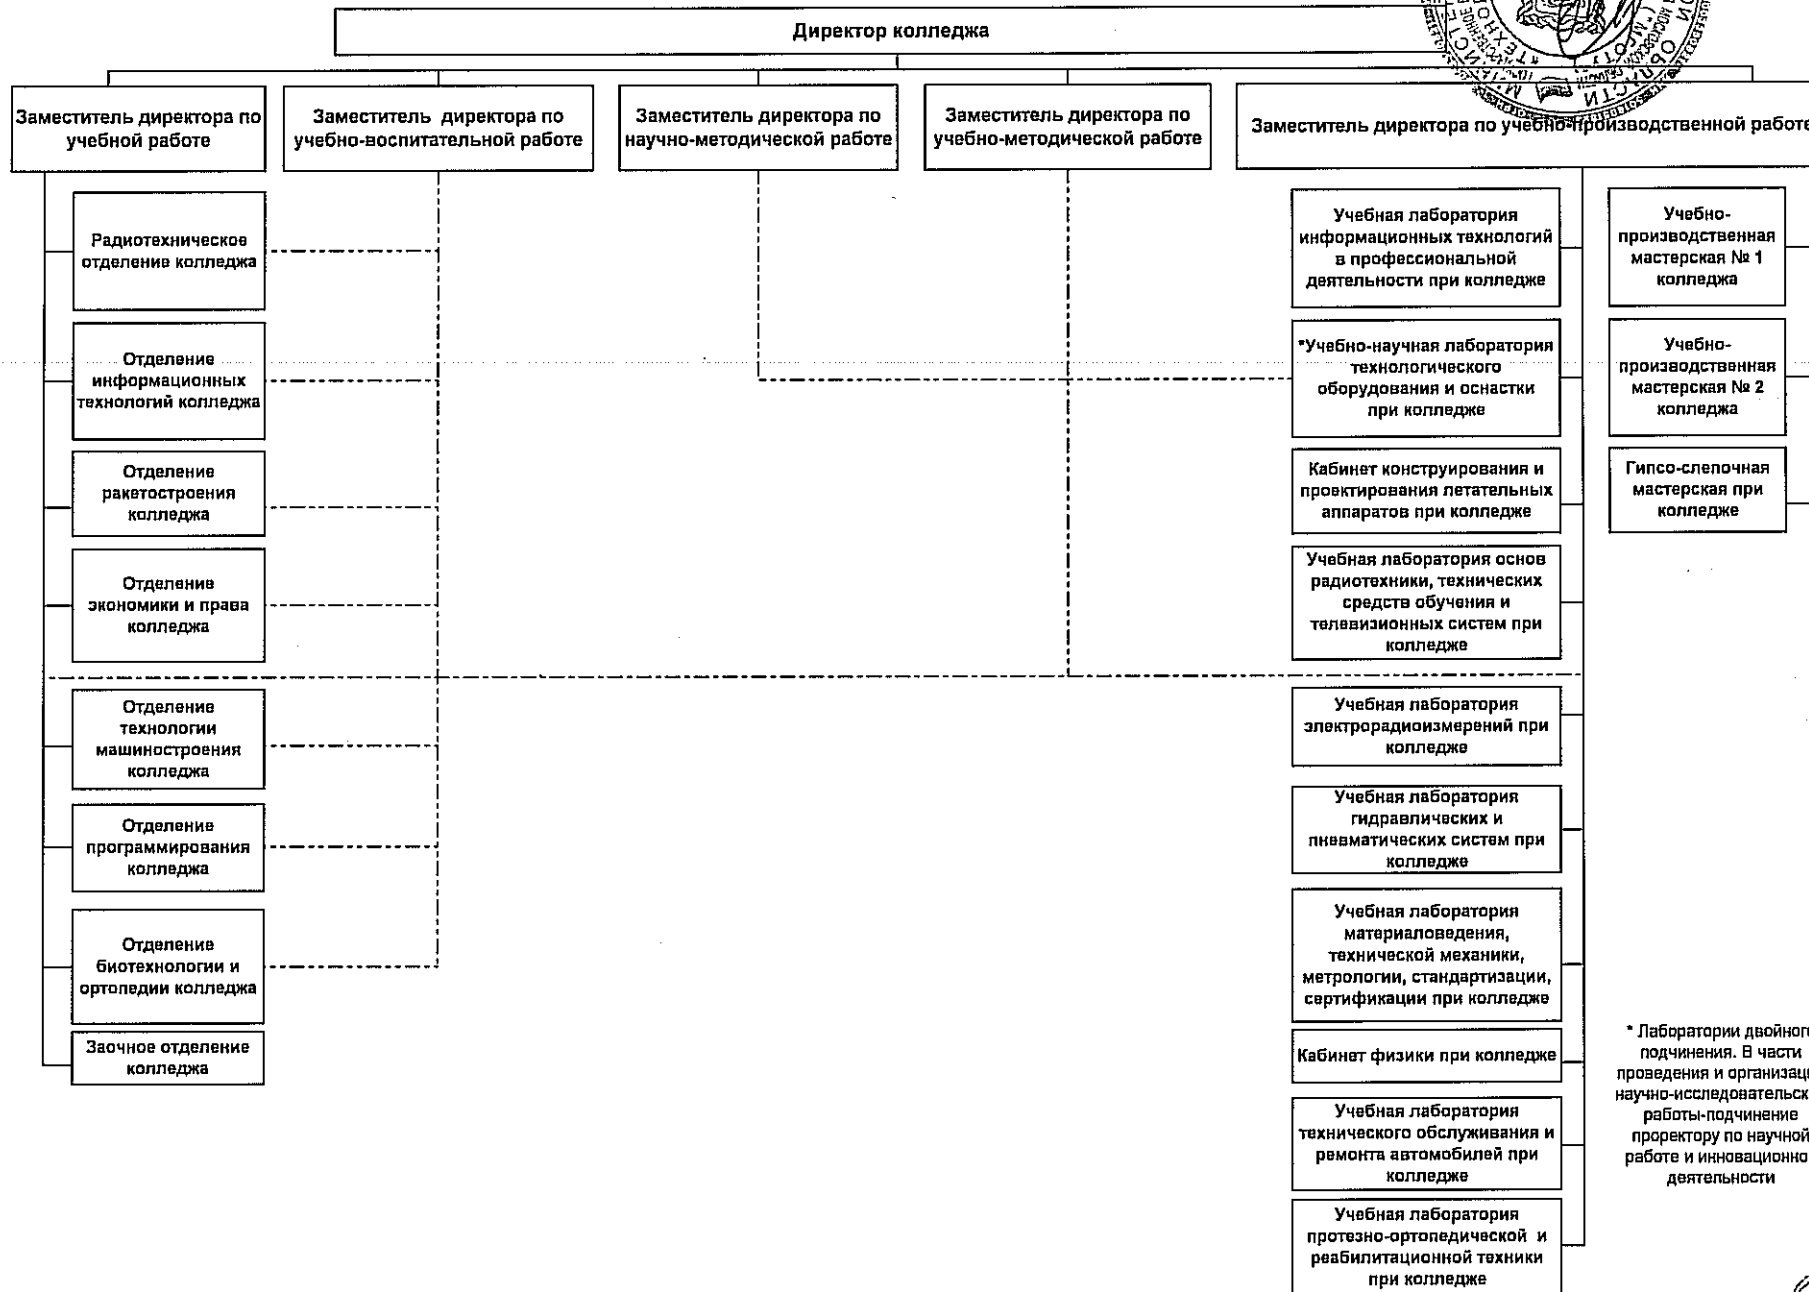 Директор колледжа
Заместитель директора по
учебной работе
Заместитель директора по
учебно-воспитательной работе
Заместитель директора по
научно-методической работе
Заместитель директора по
учебно-методической работе
Заместитель директора по учебно-производственной работе
Радиотехническое
отделение колледжа
Отделение
информационных
технологий колледжа
Отделение
ракетостроения
колледжа
Отделение
экономики и права
колледжа
Отделение
технологии
машиностроения
колледжа
Отделение
программирования
колледжа
Отделение
биотехнологии и
ортопедии колледжа
Заочное отделение
колледжа
Учебная лаборатория
информационных технологий
в профессиональной
деятельности при колледже
*Учебно-научная лаборатория
технологического
оборудования и оснастки
при колледже
Кабинет конструирования и
проектирования летательных
аппаратов при колледже
Учебная лаборатория основ
радиотехники, технических
средств обучения и
телевизионных систем при
колледже
Учебная лаборатория
электрорадиоизмерений при
колледже
Учебная лаборатория
гидравлических и
пневматических систем при
колледже
Учебная лаборатория
материаловедения,
технической механики,
метрологии, стандартизации,
сертификации при колледже
Кабинет физики при колледже
Учебная лаборатория
технического обслуживания и
ремонта автомобилей при
колледже
Учебная лаборатория
протезно-ортопедической и
реабилитационной техники
при колледже
Учебно-
производственная
мастерская № 1
колледжа
Учебно-
производственная
мастерская № 2
колледжа
Гипсо-слепочная
мастерская при
колледже
* Лаборатории двойного
подчинения. В части
проведения и организац
научно-исследовательск
работы-подчинение
проректору по научной
работе и инновационно
деятельности